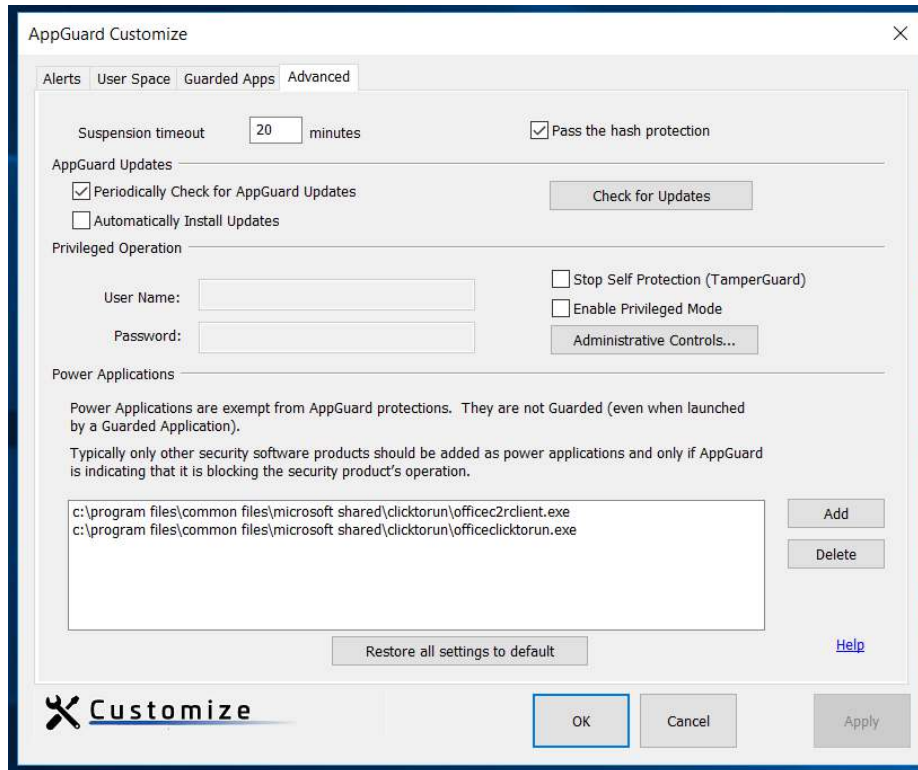 AppGuard Customize
Alerts User Space Guarded Apps Advanced
Suspension timeout 20 minutes
Pass the hash protection
AppGuard Updates
Periodically Check for AppGuard Updates
Check for Updates
Automatically Install Updates
Privileged Operation
User Name:
Password:
Stop Self Protection (TamperGuard)
Enable Privileged Mode
Administrative Controls...
Power Applications
Power Applications are exempt from AppGuard protections. They are not Guarded (even when launched
by a Guarded Application).
Typically only other security software products should be added as power applications and only if AppGuard
is indicating that it is blocking the security product's operation.
c:\program files\common files\microsoft shared\clicktorun\officec2rclient.exe
c:\program files\common files\microsoft shared\clicktorun\officeclicktorun.exe
Add
Delete
Restore all settings to default
Help
Customize
OK
Cancel
Apply